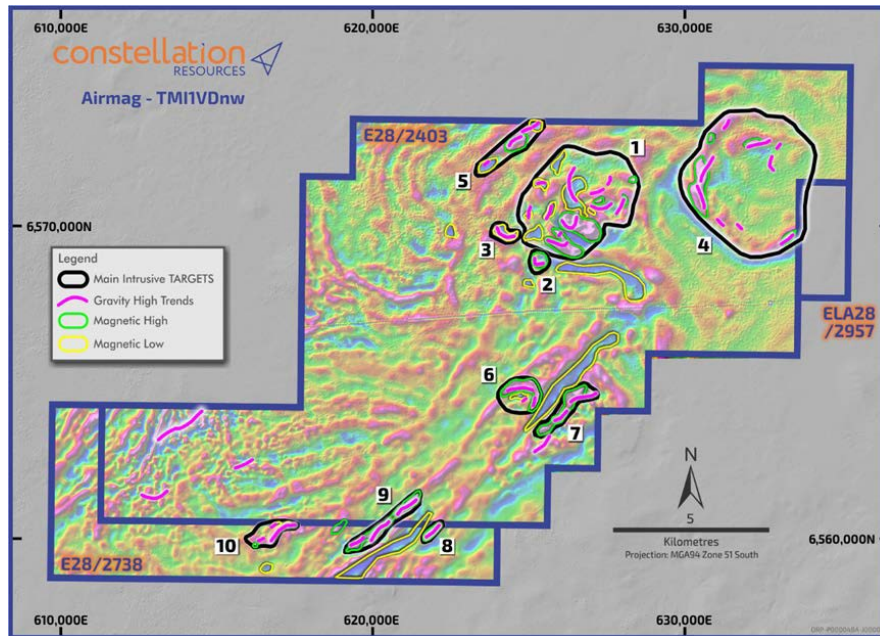 610,000E
620,000E
630,000E
constellation
RESOURCES
Airmag - TMI1VDnw
E28/2403
1
5
6,570,000N
3
4
2
Legend
Main Intrusive TARGETS
Gravity High Trends
Magnetic High
Magnetic Low
ELA28
/2957
6
7
N
9
5
Kilometres
Projection: MGA94 Zone 51 South
10
8
6,560,000N
E28/2738
610,000E
620,000E
630,000E